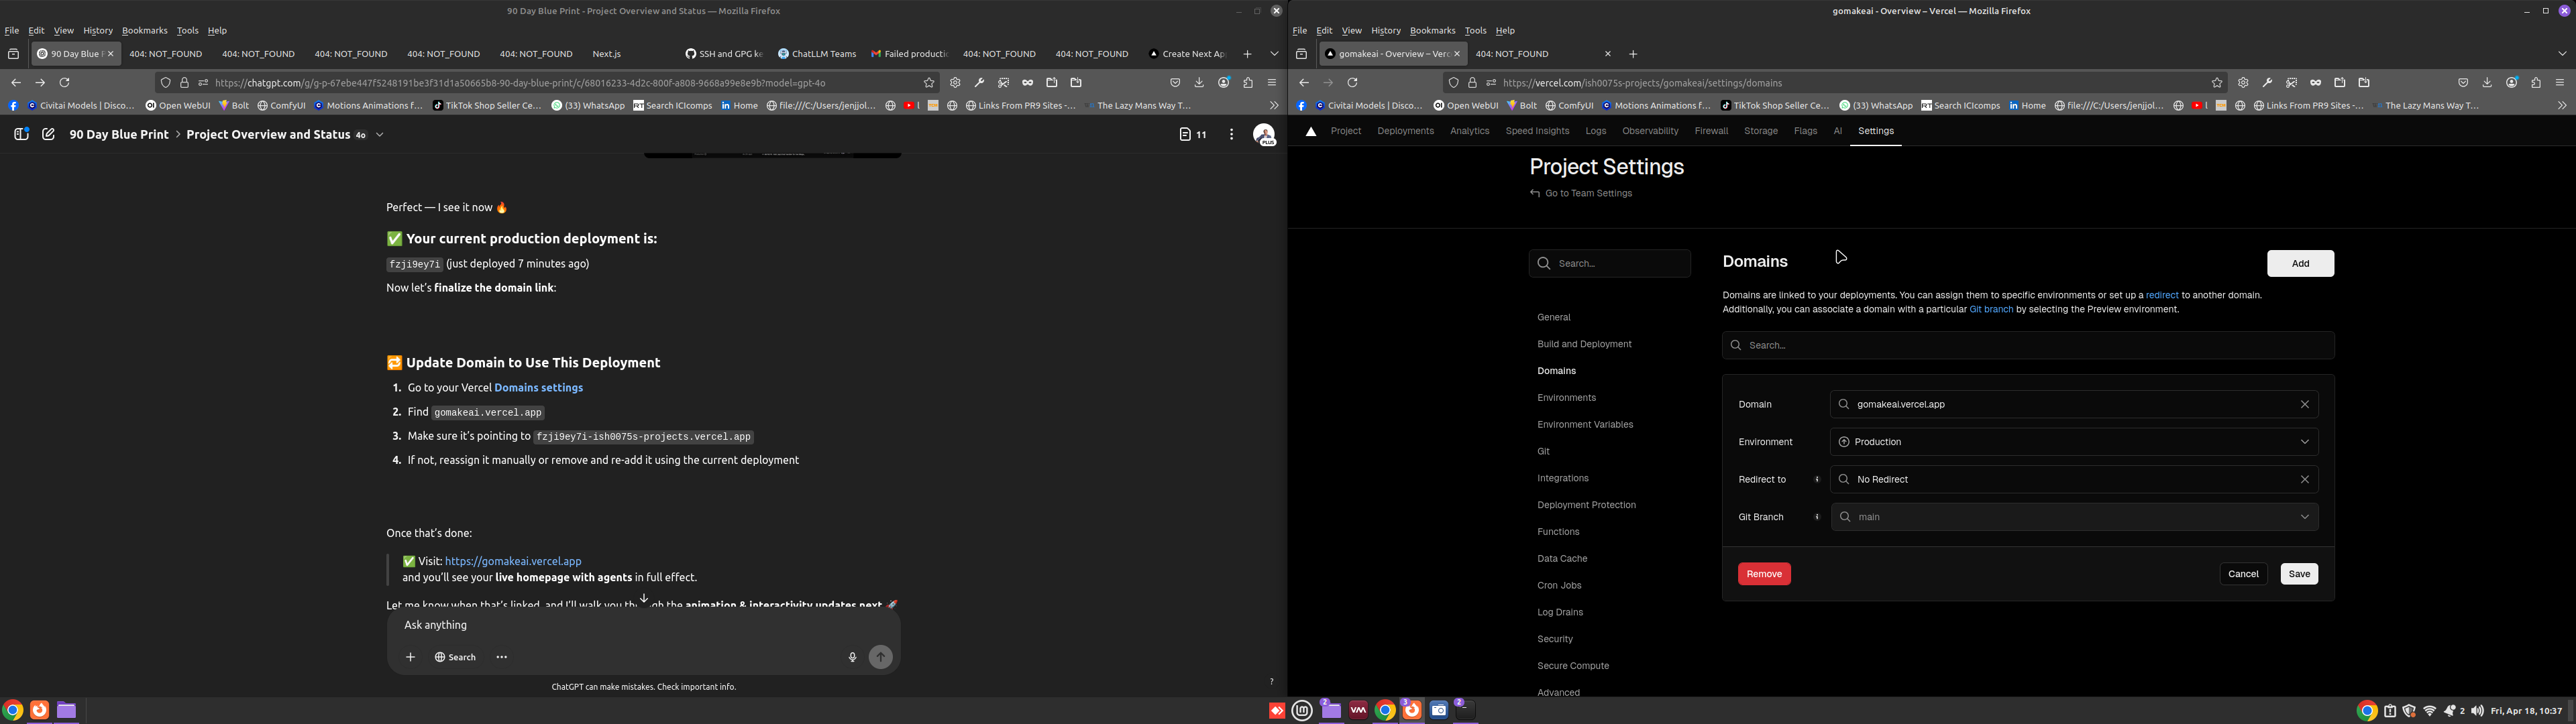 90 Day Blue Print - Project Overview and Status — Mozilla Firefox
File Edit View History Bookmarks Tools Help
90 Day Blue P
404: NOT_FOUND
404: NOT_FOUND
404: NOT_FOUND
404: NOT_FOUND
404: NOT_FOUND
Next.js
SSH and GPG ke
ChatLLM Teams
Failed producti
404: NOT_FOUND
404: NOT_FOUND
Create Next App
https://chatgpt.com/g/g-p-67ebe447f5248191be3f31d1a50665b8-90-day-blue-print/c/68016233-4d2c-800f-a808-9668a99e8e9b?model=gpt-4o
Civitai Models | Disco... Open WebUI Bolt ComfyUI Motions Animations f... TikTok Shop Seller Ce... (33) WhatsApp Search ICIcomps Home file:///C:/Users/jenjjol... Links From PR9 Sites -... The Lazy Mans Way T...
90 Day Blue Print > Project Overview and Status 4o
11
PLUS
Perfect — I see it now 🔥
✅ Your current production deployment is:
fzji9ey7i (just deployed 7 minutes ago)
Now let's finalize the domain link:
🔁 Update Domain to Use This Deployment
1. Go to your Vercel Domains settings
2. Find gomakeai.vercel.app
3. Make sure it's pointing to fzji9ey7i-ish0075s-projects.vercel.app
4. If not, reassign it manually or remove and re-add it using the current deployment
Once that's done:
✅ Visit: https://gomakeai.vercel.app
and you'll see your live homepage with agents in full effect.
Let me know when that's linked, and I'll walk you through the animation & interactivity updates next 🚀
Ask anything
Search
ChatGPT can make mistakes. Check important info.
?
gomakeai - Overview – Vercel — Mozilla Firefox
File Edit View History Bookmarks Tools Help
gomakeai - Overview – Verc
404: NOT_FOUND
https://vercel.com/ish0075s-projects/gomakeai/settings/domains
Civitai Models | Disco... Open WebUI Bolt ComfyUI Motions Animations f... TikTok Shop Seller Ce... (33) WhatsApp Search ICIcomps Home file:///C:/Users/jenjjol... Links From PR9 Sites -... The Lazy Mans Way T...
Project Deployments Analytics Speed Insights Logs Observability Firewall Storage Flags AI Settings
Project Settings
Go to Team Settings
Search...
General
Build and Deployment
Domains
Environments
Environment Variables
Git
Integrations
Deployment Protection
Functions
Data Cache
Cron Jobs
Log Drains
Security
Secure Compute
Advanced
Domains
Add
Domains are linked to your deployments. You can assign them to specific environments or set up a redirect to another domain.
Additionally, you can associate a domain with a particular Git branch by selecting the Preview environment.
Search...
Domain gomakeai.vercel.app
Environment Production
Redirect to No Redirect
Git Branch main
Remove
Cancel
Save
2
VM
3
2
2
Fri, Apr 18, 10:37